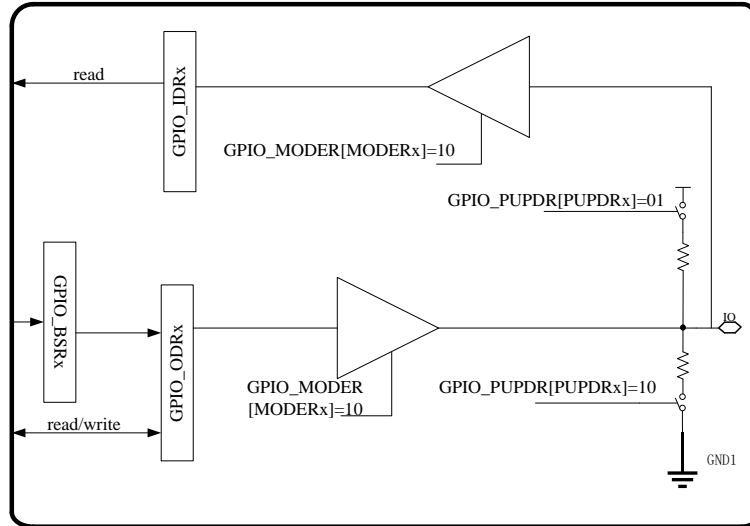 read
GPIO_IDRx
GPIO_MODER[MODERx]=10
GPIO_PUPDR[PUPDRx]=01
GPIO_BSRx
GPIO_ODRx
IO
GPIO_MODER
[MODERx]=10
GPIO_PUPDR[PUPDRx]=10
read/write
GND1